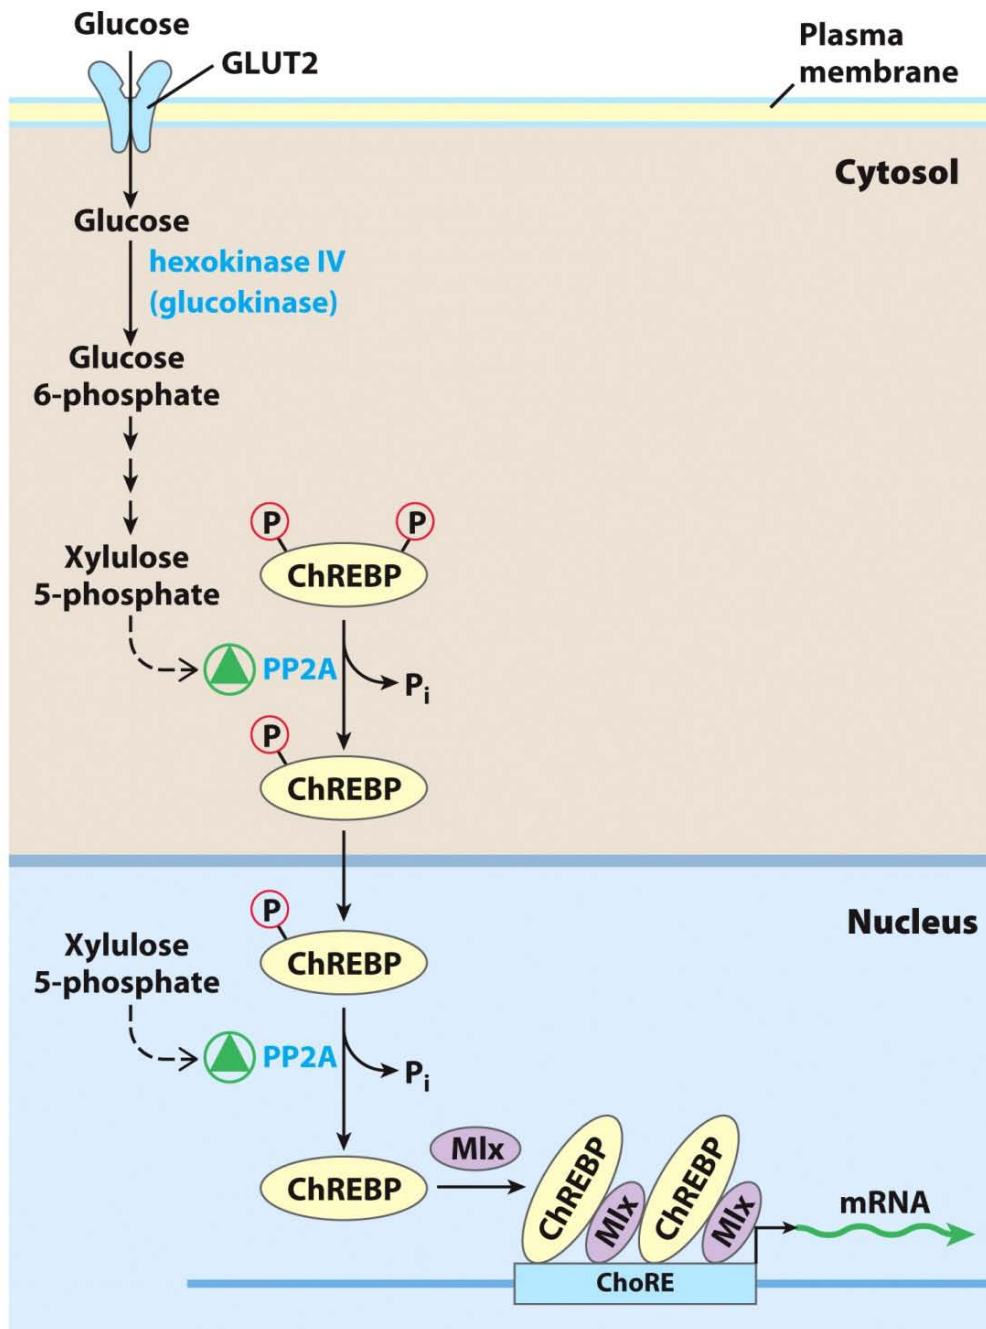 Glucose
GLUT2
Plasma
membrane
Cytosol
Glucose
hexokinase IV
(glucokinase)
Glucose
6-phosphate
P
P
Xylulose
5-phosphate
ChREBP
PP2A
Pi
P
ChREBP
P
Nucleus
Xylulose
5-phosphate
ChREBP
PP2A
Pi
Mlx
ChREBP
ChREBP
Mlx
ChREBP
Mlx
mRNA
ChoRE